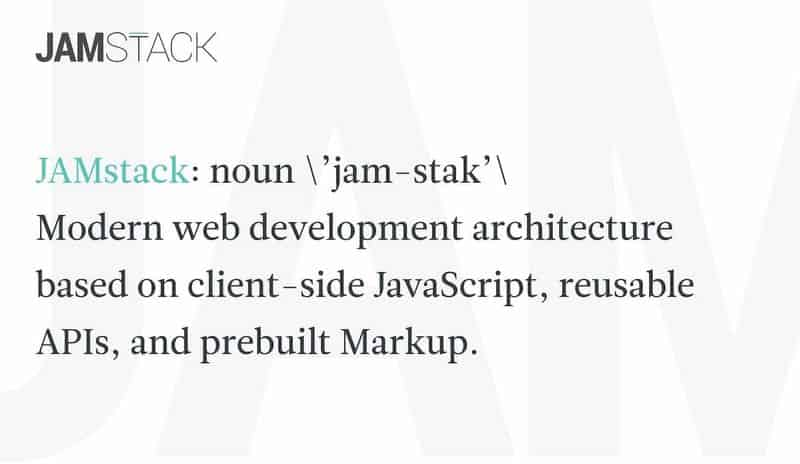 JAMSTACK
JAMstack: noun \’jam-stak’\
Modern web development architecture
based on client-side JavaScript, reusable
APIs, and prebuilt Markup.
JAM